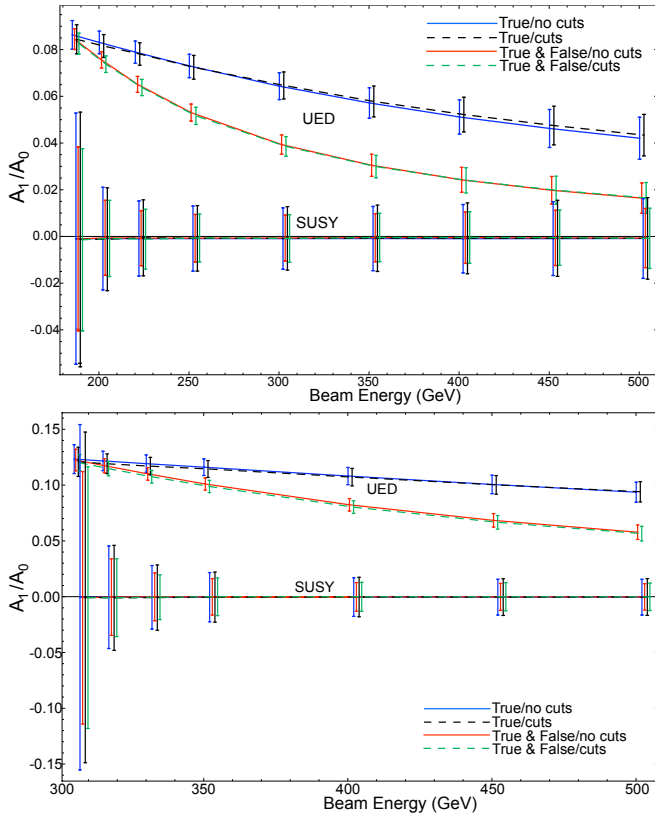 True/no cuts
True/cuts
True & False/no cuts
True & False/cuts
0.08
0.06
0.04
0.02
0.00
-0.02
-0.04
A1/A0
UED
SUSY
200 250 300 350 400 450 500
Beam Energy (GeV)
0.15
0.10
0.05
0.00
-0.05
-0.10
-0.15
A1/A0
UED
SUSY
True/no cuts
True/cuts
True & False/no cuts
True & False/cuts
300 350 400 450 500
Beam Energy (GeV)